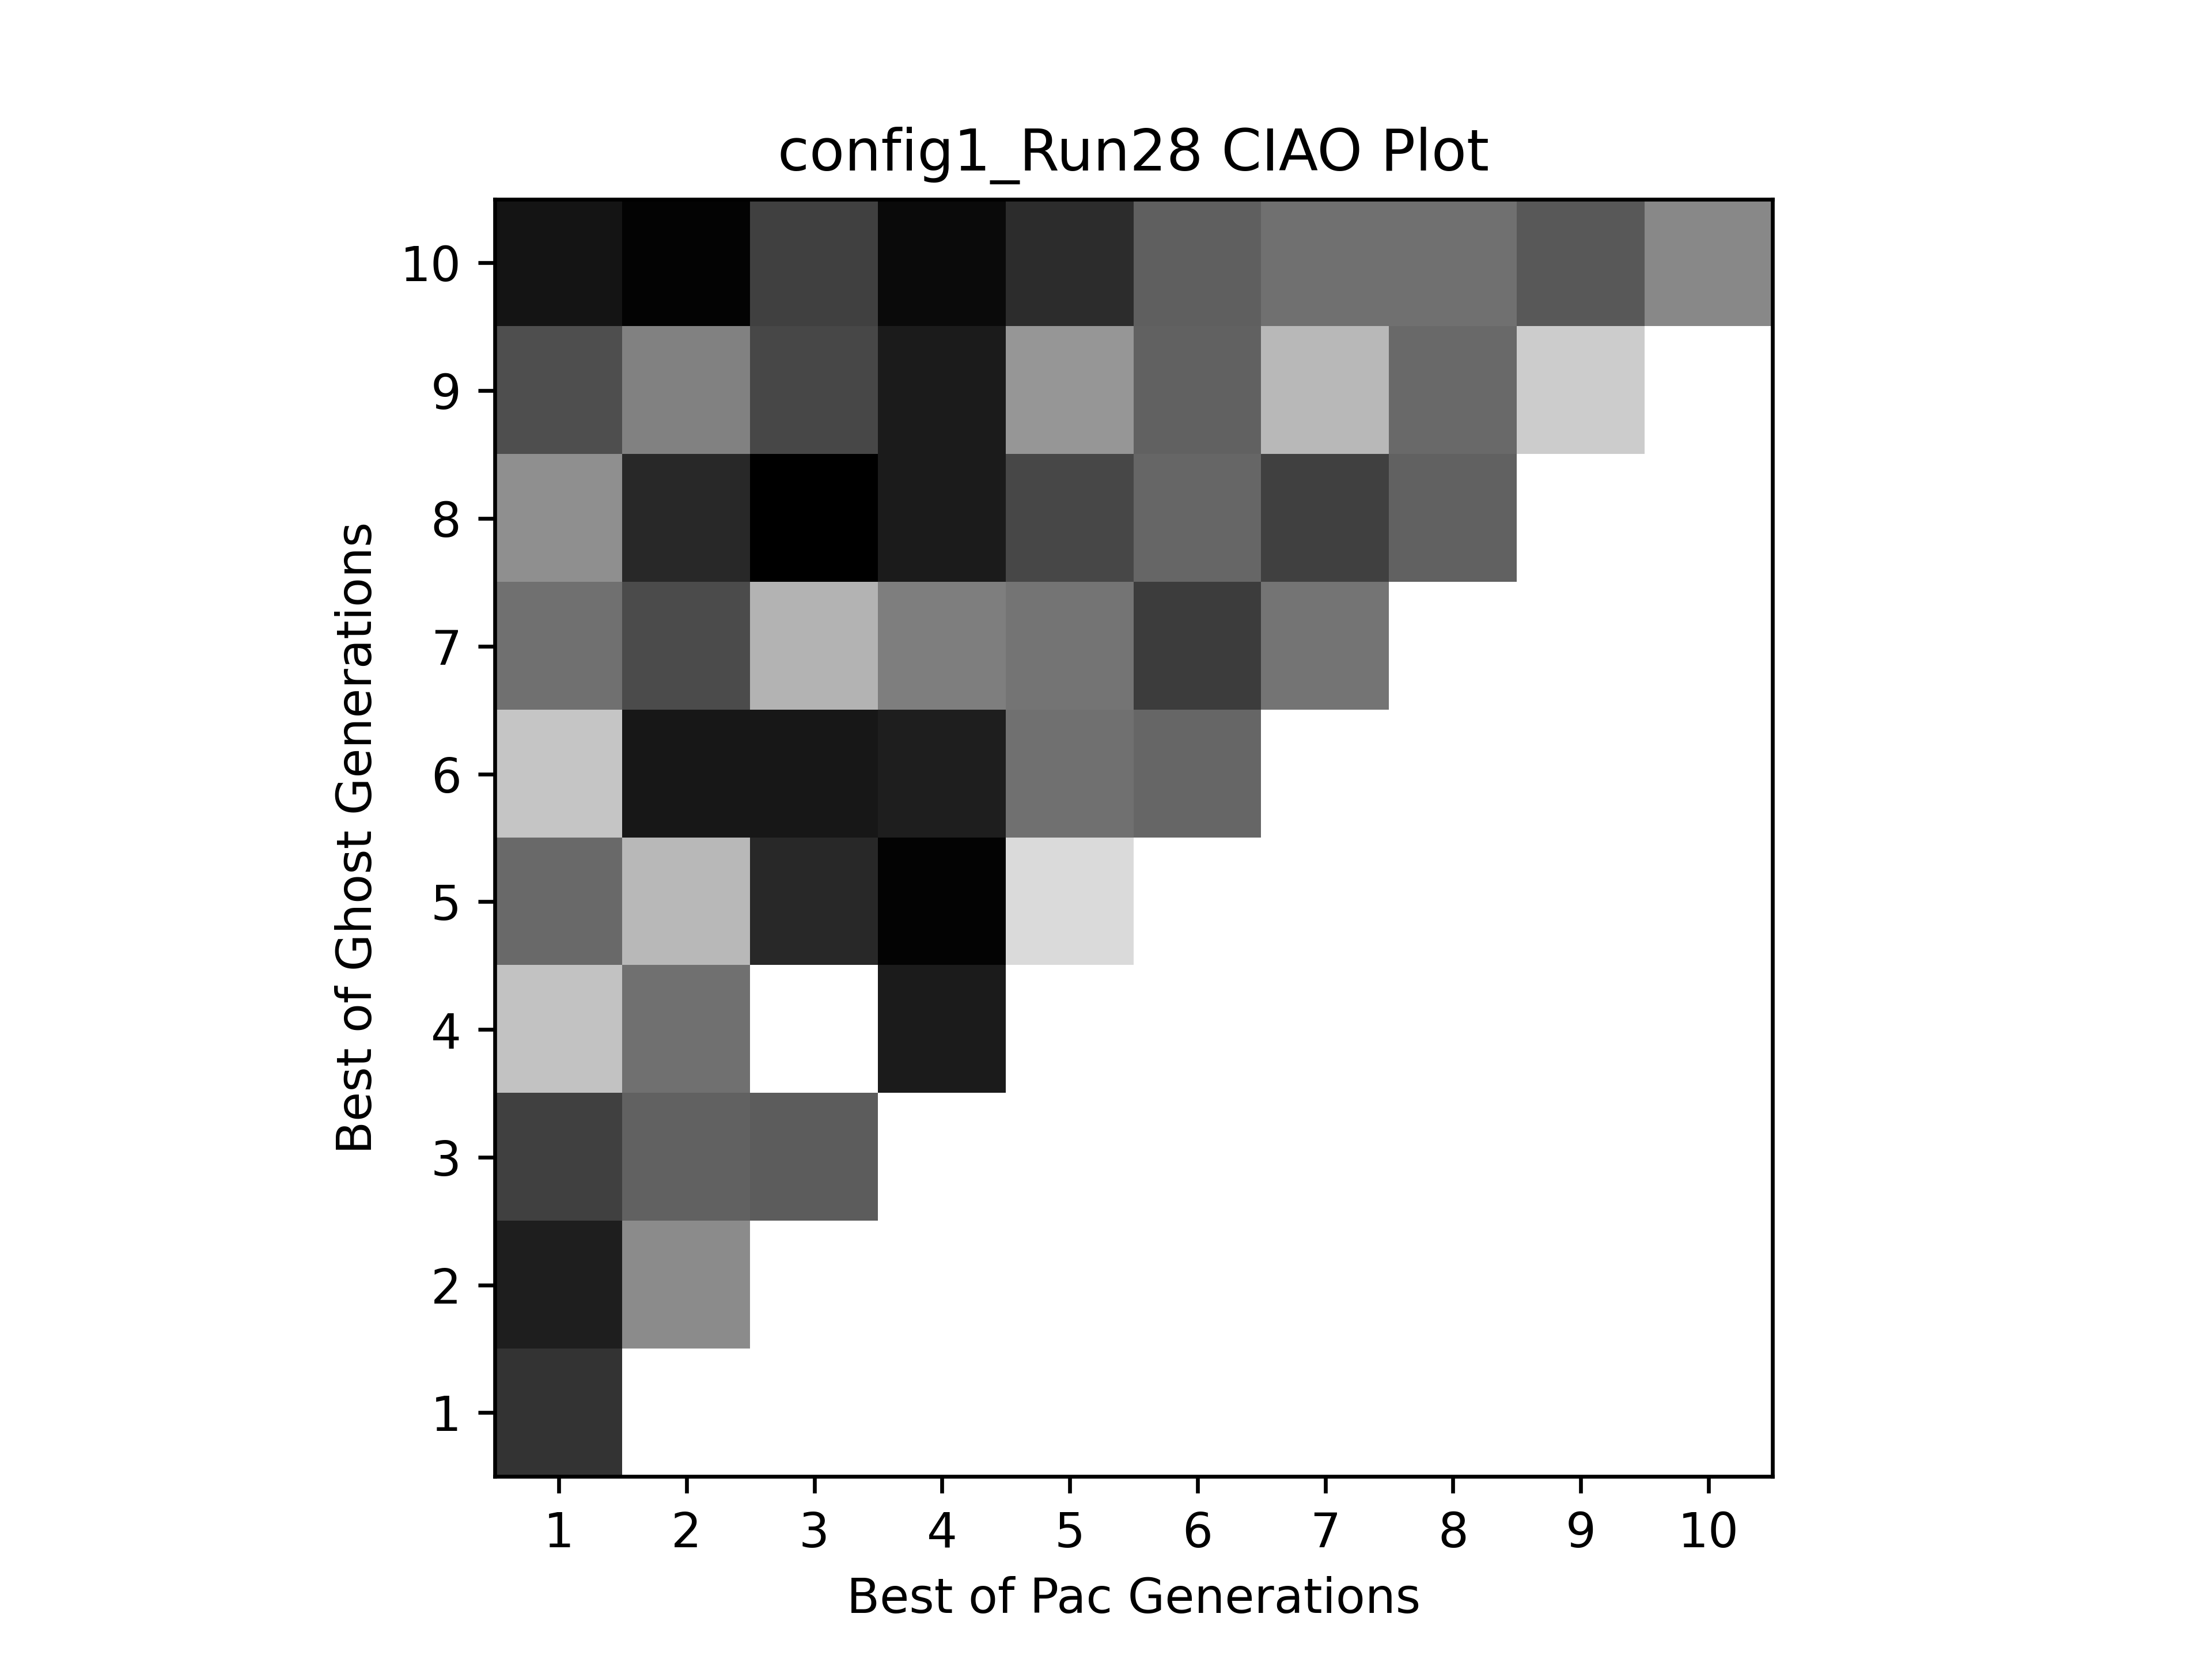 config1_Run28 CIAO Plot
Best of Ghost Generations
10
9
8
7
6
5
4
3
2
1
1 2 3 4 5 6 7 8 9 10
Best of Pac Generations